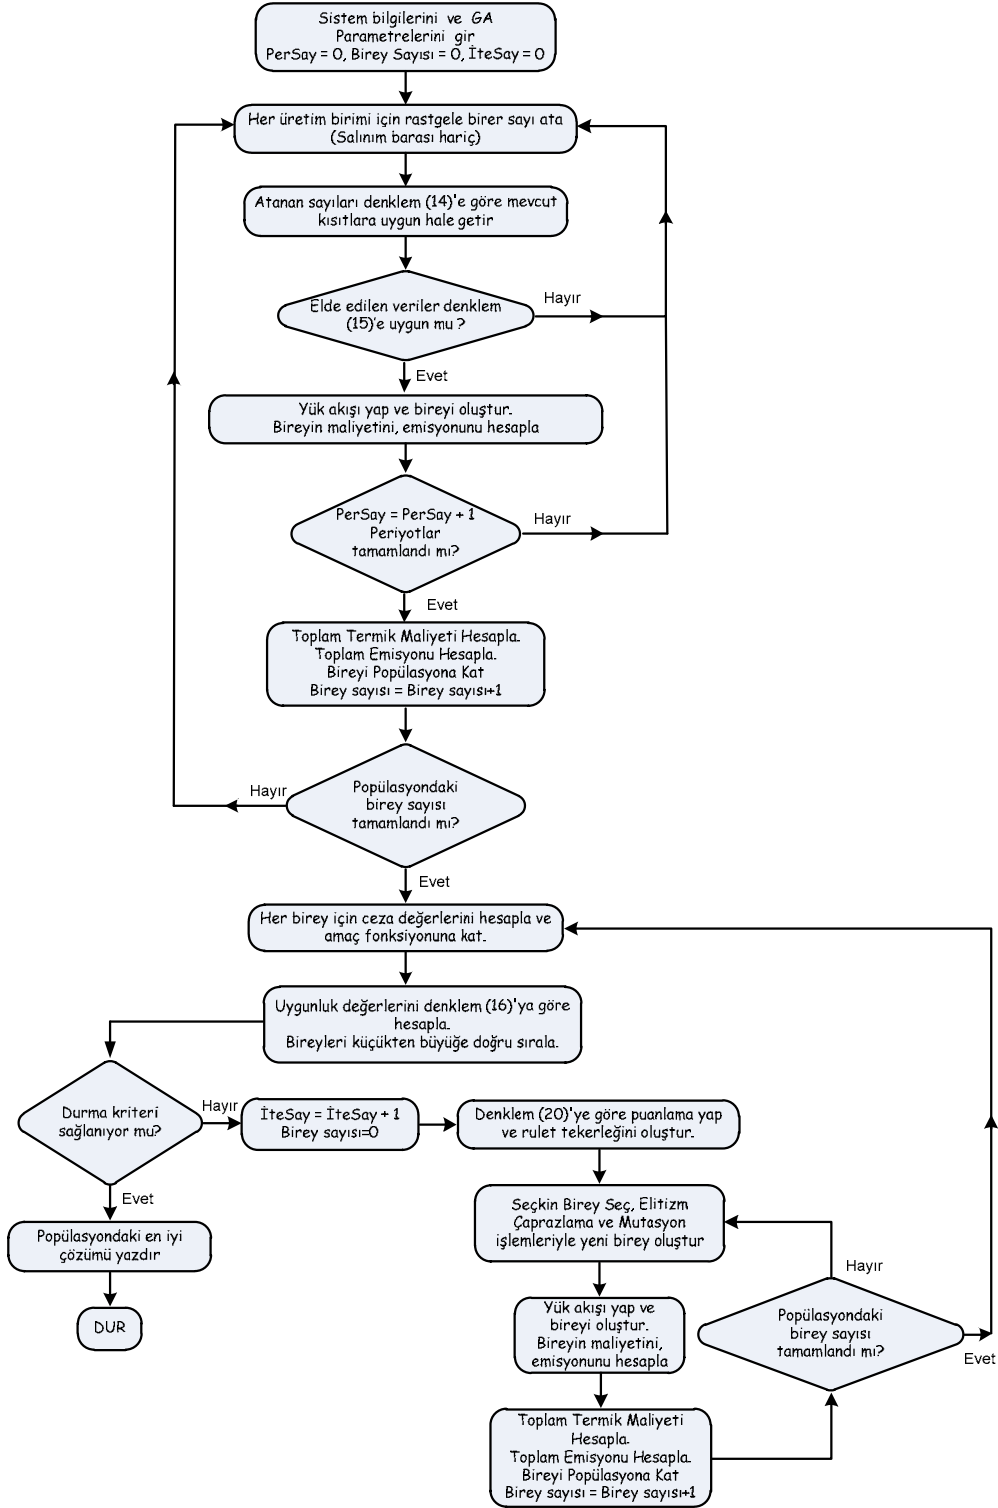 Sistem bilgilerini ve GA
Parametrelerini gir
PerSay = 0, Birey Sayısı = 0, İteSay = 0
Her üretim birimi için rastgele birer sayı ata
(Salınım barası hariç)
Atanan sayıları denklem (14)'e göre mevcut
kısıtlara uygun hale getir
Elde edilen veriler denklem
(15)'e uygun mu ?
Hayır
Evet
Yük akışı yap ve bireyi oluştur.
Bireyin maliyetini, emisyonunu hesapla
PerSay = PerSay + 1
Periyotlar
tamamlandı mı?
Hayır
Evet
Toplam Termik Maliyeti Hesapla.
Toplam Emisyonu Hesapla.
Bireyi Popülasyona Kat
Birey sayısı = Birey sayısı+1
Popülasyondaki
birey sayısı
tamamlandı mı?
Hayır
Evet
Her birey için ceza değerlerini hesapla ve
amaç fonksiyonuna kat.
Uygunluk değerlerini denklem (16)'ya göre
hesapla.
Bireyleri küçükten büyüğe doğru sırala.
Durma kriteri
sağlanıyor mu?
Hayır
Evet
Popülasyondaki en iyi
çözümü yazdır
DUR
İteSay = İteSay + 1
Birey sayısı=0
Denklem (20)'ye göre puanlama yap
ve rulet tekerleğini oluştur.
Seçkin Birey Seç, Elitizm
Çaprazlama ve Mutasyon
işlemleriyle yeni birey oluştur
Yük akışı yap ve
bireyi oluştur.
Bireyin maliyetini,
emisyonunu hesapla
Toplam Termik Maliyeti
Hesapla.
Toplam Emisyonu Hesapla.
Bireyi Popülasyona Kat
Birey sayısı = Birey sayısı+1
Popülasyondaki
birey sayısı
tamamlandı mı?
Hayır
Evet